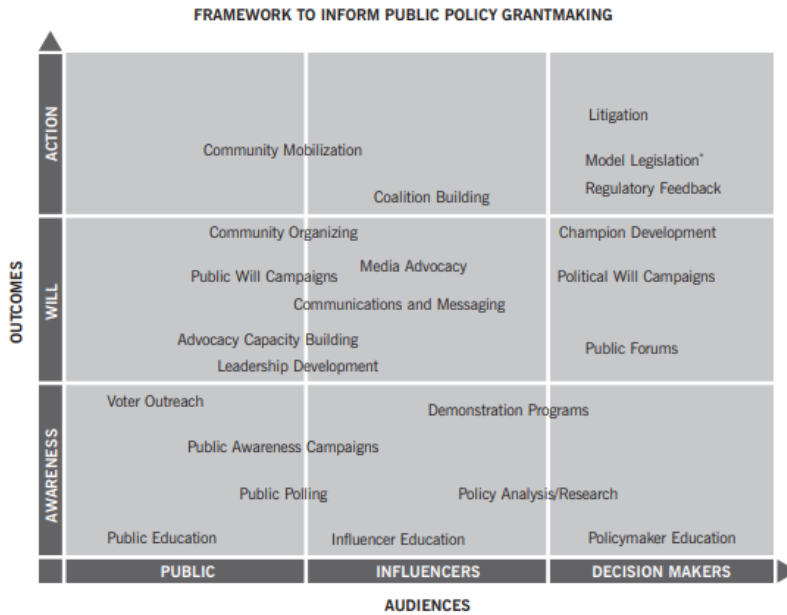 FRAMEWORK TO INFORM PUBLIC POLICY GRANTMAKING
OUTCOMES
ACTION
Litigation
Community Mobilization
Model Legislation*
Regulatory Feedback
Coalition Building
WILL
Community Organizing
Champion Development
Media Advocacy
Public Will Campaigns
Political Will Campaigns
Communications and Messaging
Advocacy Capacity Building
Public Forums
Leadership Development
AWARENESS
Voter Outreach
Demonstration Programs
Public Awareness Campaigns
Public Polling
Policy Analysis/Research
Public Education
Influencer Education
Policymaker Education
PUBLIC
INFLUENCERS
DECISION MAKERS
AUDIENCES